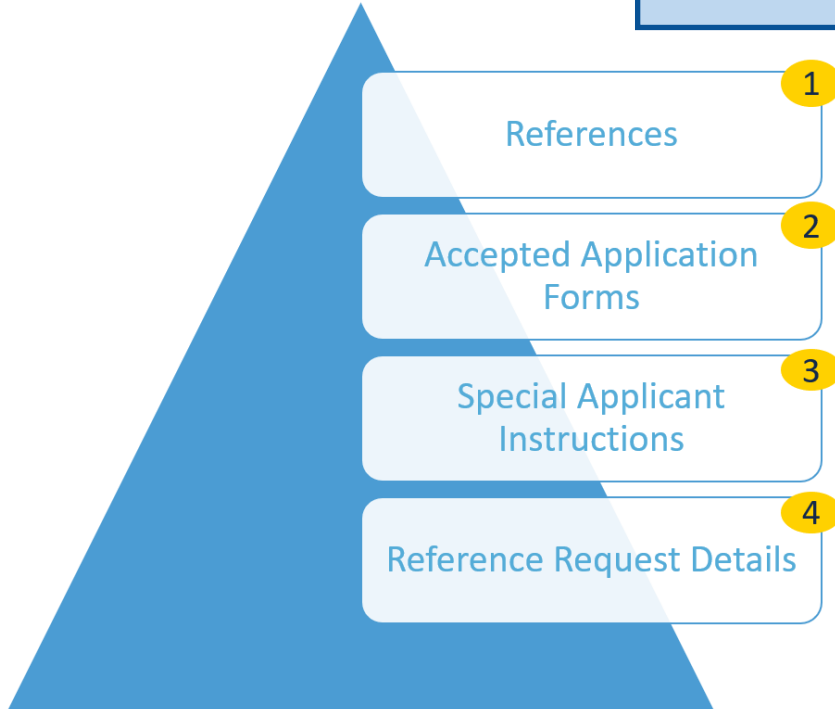 1
References
2
Accepted Application
Forms
3
Special Applicant
Instructions
4
Reference Request Details